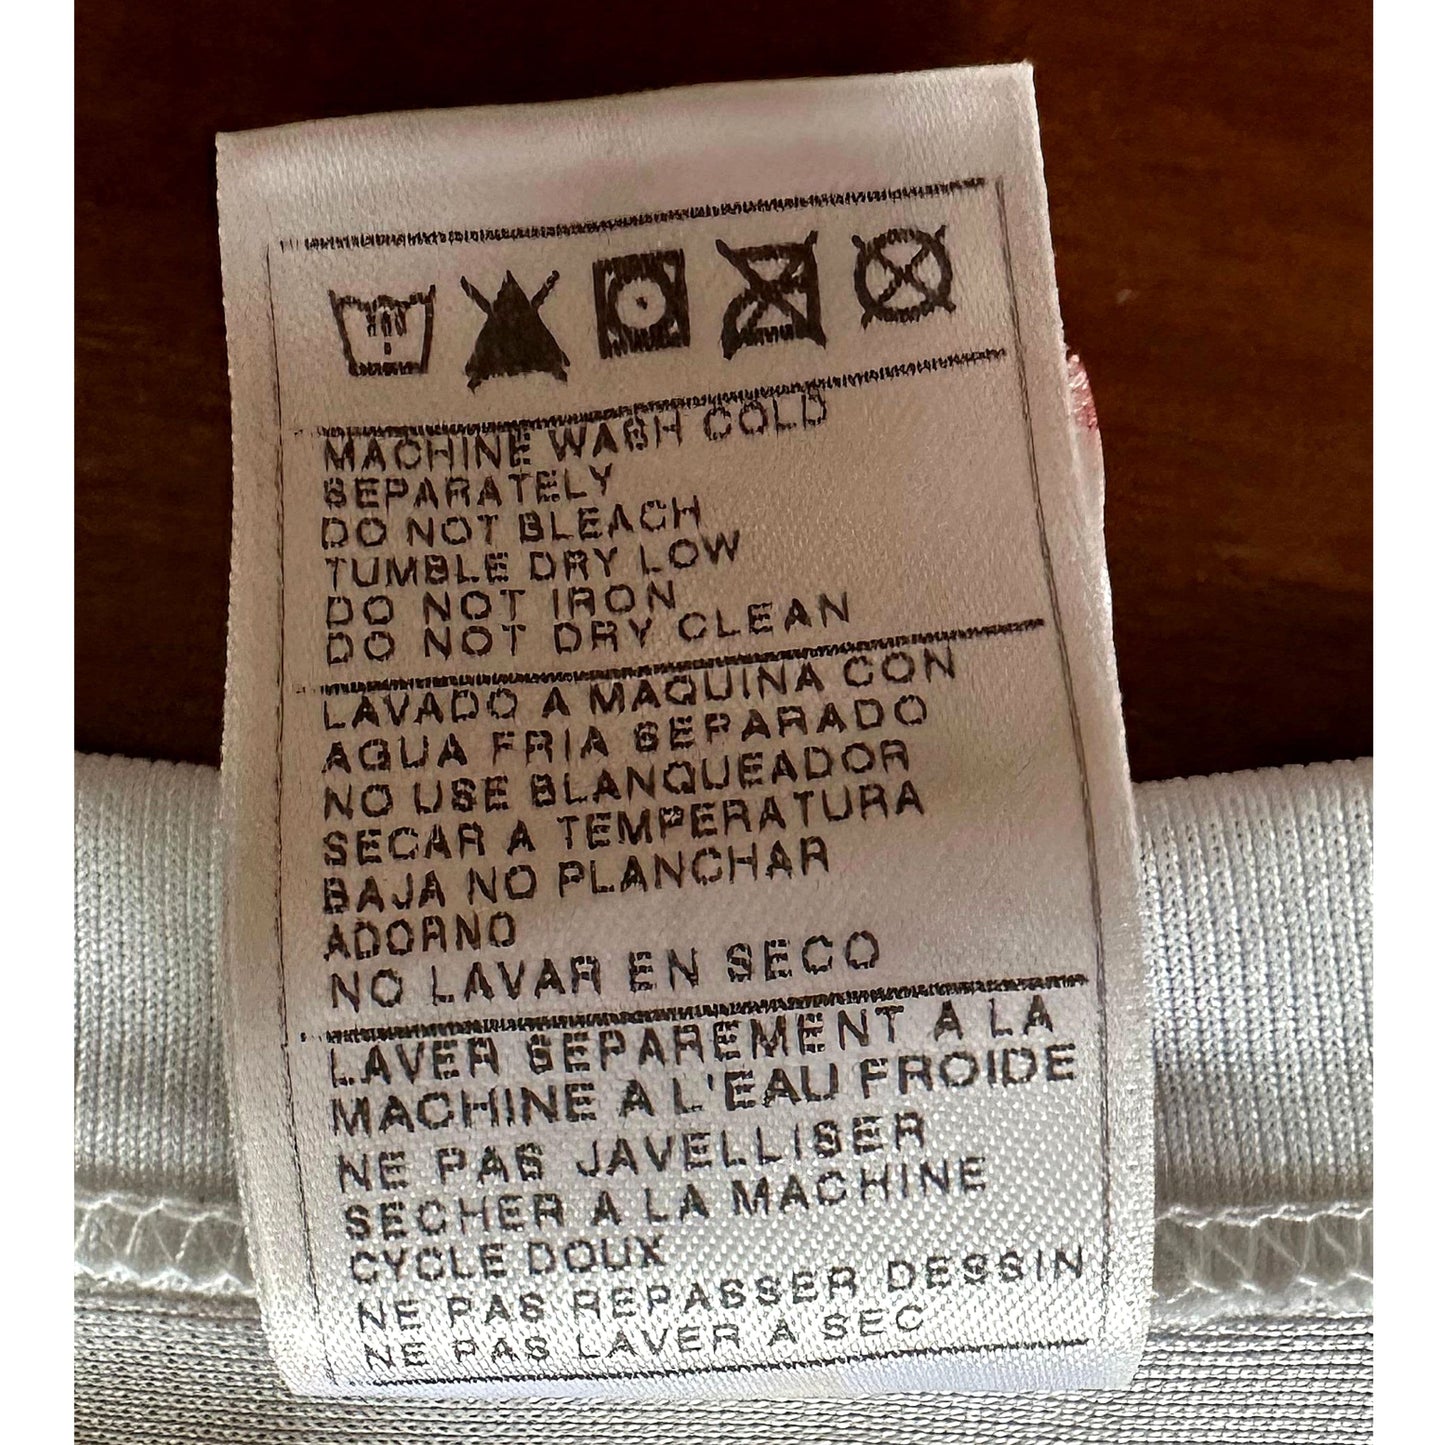 MACHINE WASH COLD
SEPARATELY
DO NOT BLEACH
TUMBLE DRY LOW
DO NOT IRON
DO NOT DRY CLEAN
LAVADO A MAQUINA CON
AGUA FRIA SEPARADO
NO USE BLANQUEADOR
SECAR A TEMPERATURA
BAJA NO PLANCHAR
ADORNO
NO LAVAR EN SECO
LAVER SEPAREMENT A LA
MACHINE A L'EAU FROIDE
NE PAS JAVELLISER
SECHER A LA MACHINE
CYCLE DOUX
NE PAS REPASSER DESSIN
NE PAS LAVER A SEC